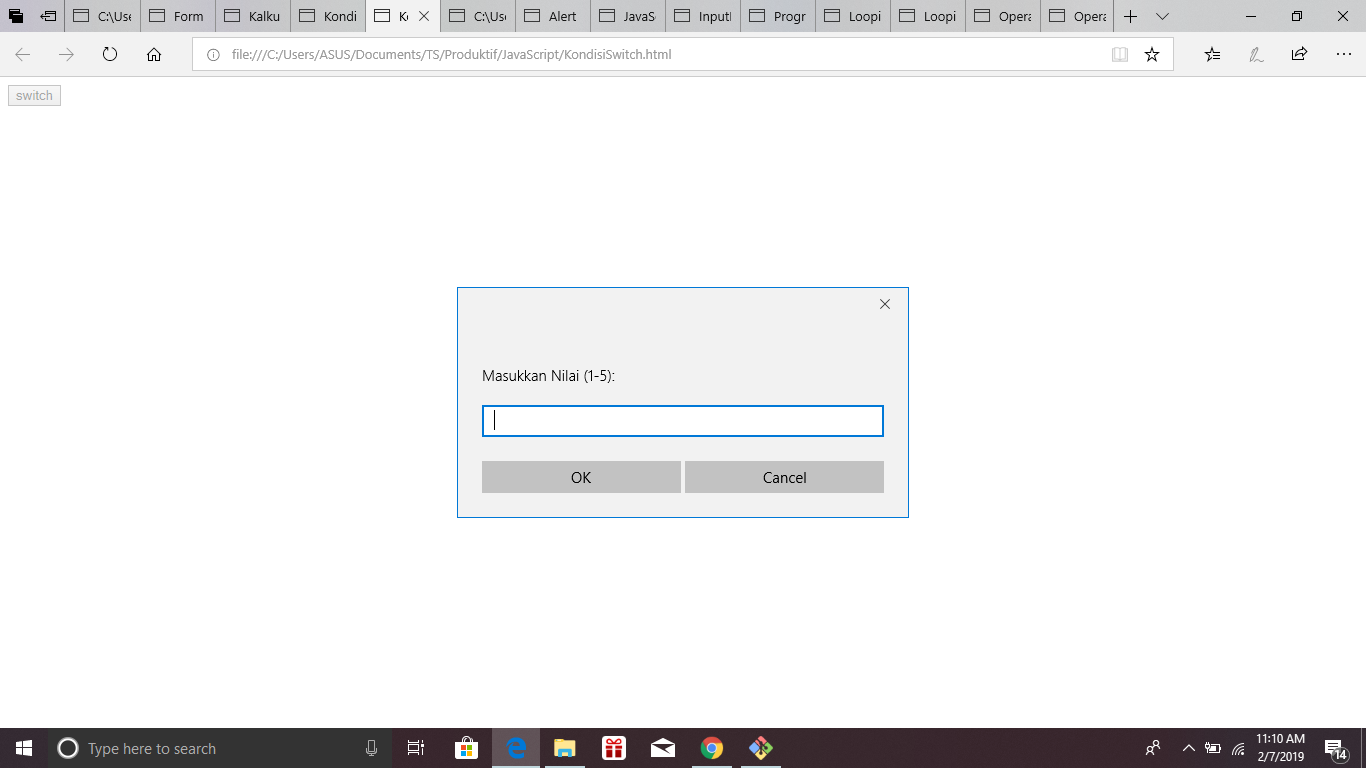 C:\Use
Form
Kalku
Kondi
Ko
C:\Use
Alert
JavaS
Input
Progr
Loopi
Loopi
Opera
Opera
file:///C:/Users/ASUS/Documents/TS/Produktif/JavaScript/KondisiSwitch.html
switch
Masukkan Nilai (1-5):
OK
Cancel
Type here to search
11:10 AM
2/7/2019
14